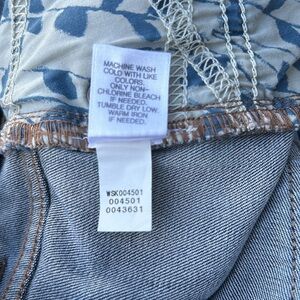 MACHINE WASH
COLD WITH LIKE
COLORS.
ONLY NON-
CHLORINE BLEACH
IF NEEDED.
TUMBLE DRY LOW.
WARM IRON
IF NEEDED.
WSK004501
004501
0043631